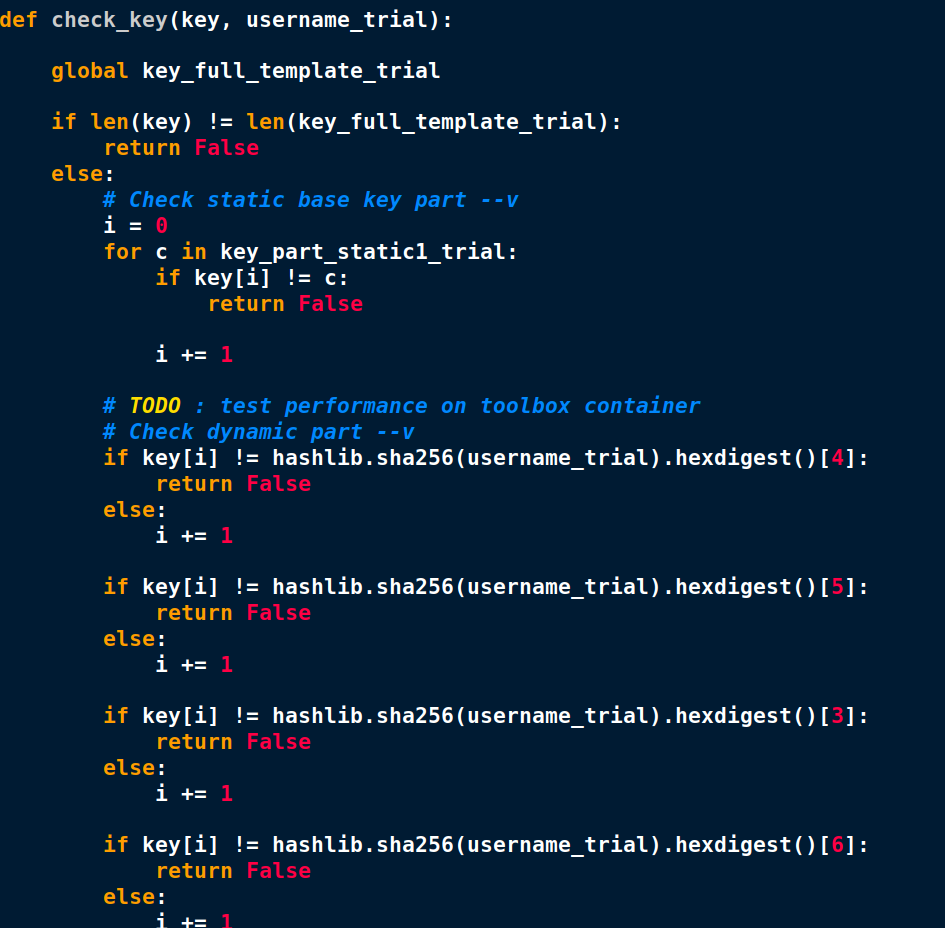 def check_key(key, username_trial):

    global key_full_template_trial

    if len(key) != len(key_full_template_trial):
        return False
    else:
        # Check static base key part --v
        i = 0
        for c in key_part_static1_trial:
            if key[i] != c:
                return False

            i += 1

        # TODO : test performance on toolbox container
        # Check dynamic part --v
        if key[i] != hashlib.sha256(username_trial).hexdigest()[4]:
            return False
        else:
            i += 1

        if key[i] != hashlib.sha256(username_trial).hexdigest()[5]:
            return False
        else:
            i += 1

        if key[i] != hashlib.sha256(username_trial).hexdigest()[3]:
            return False
        else:
            i += 1

        if key[i] != hashlib.sha256(username_trial).hexdigest()[6]:
            return False
        else:
            i += 1